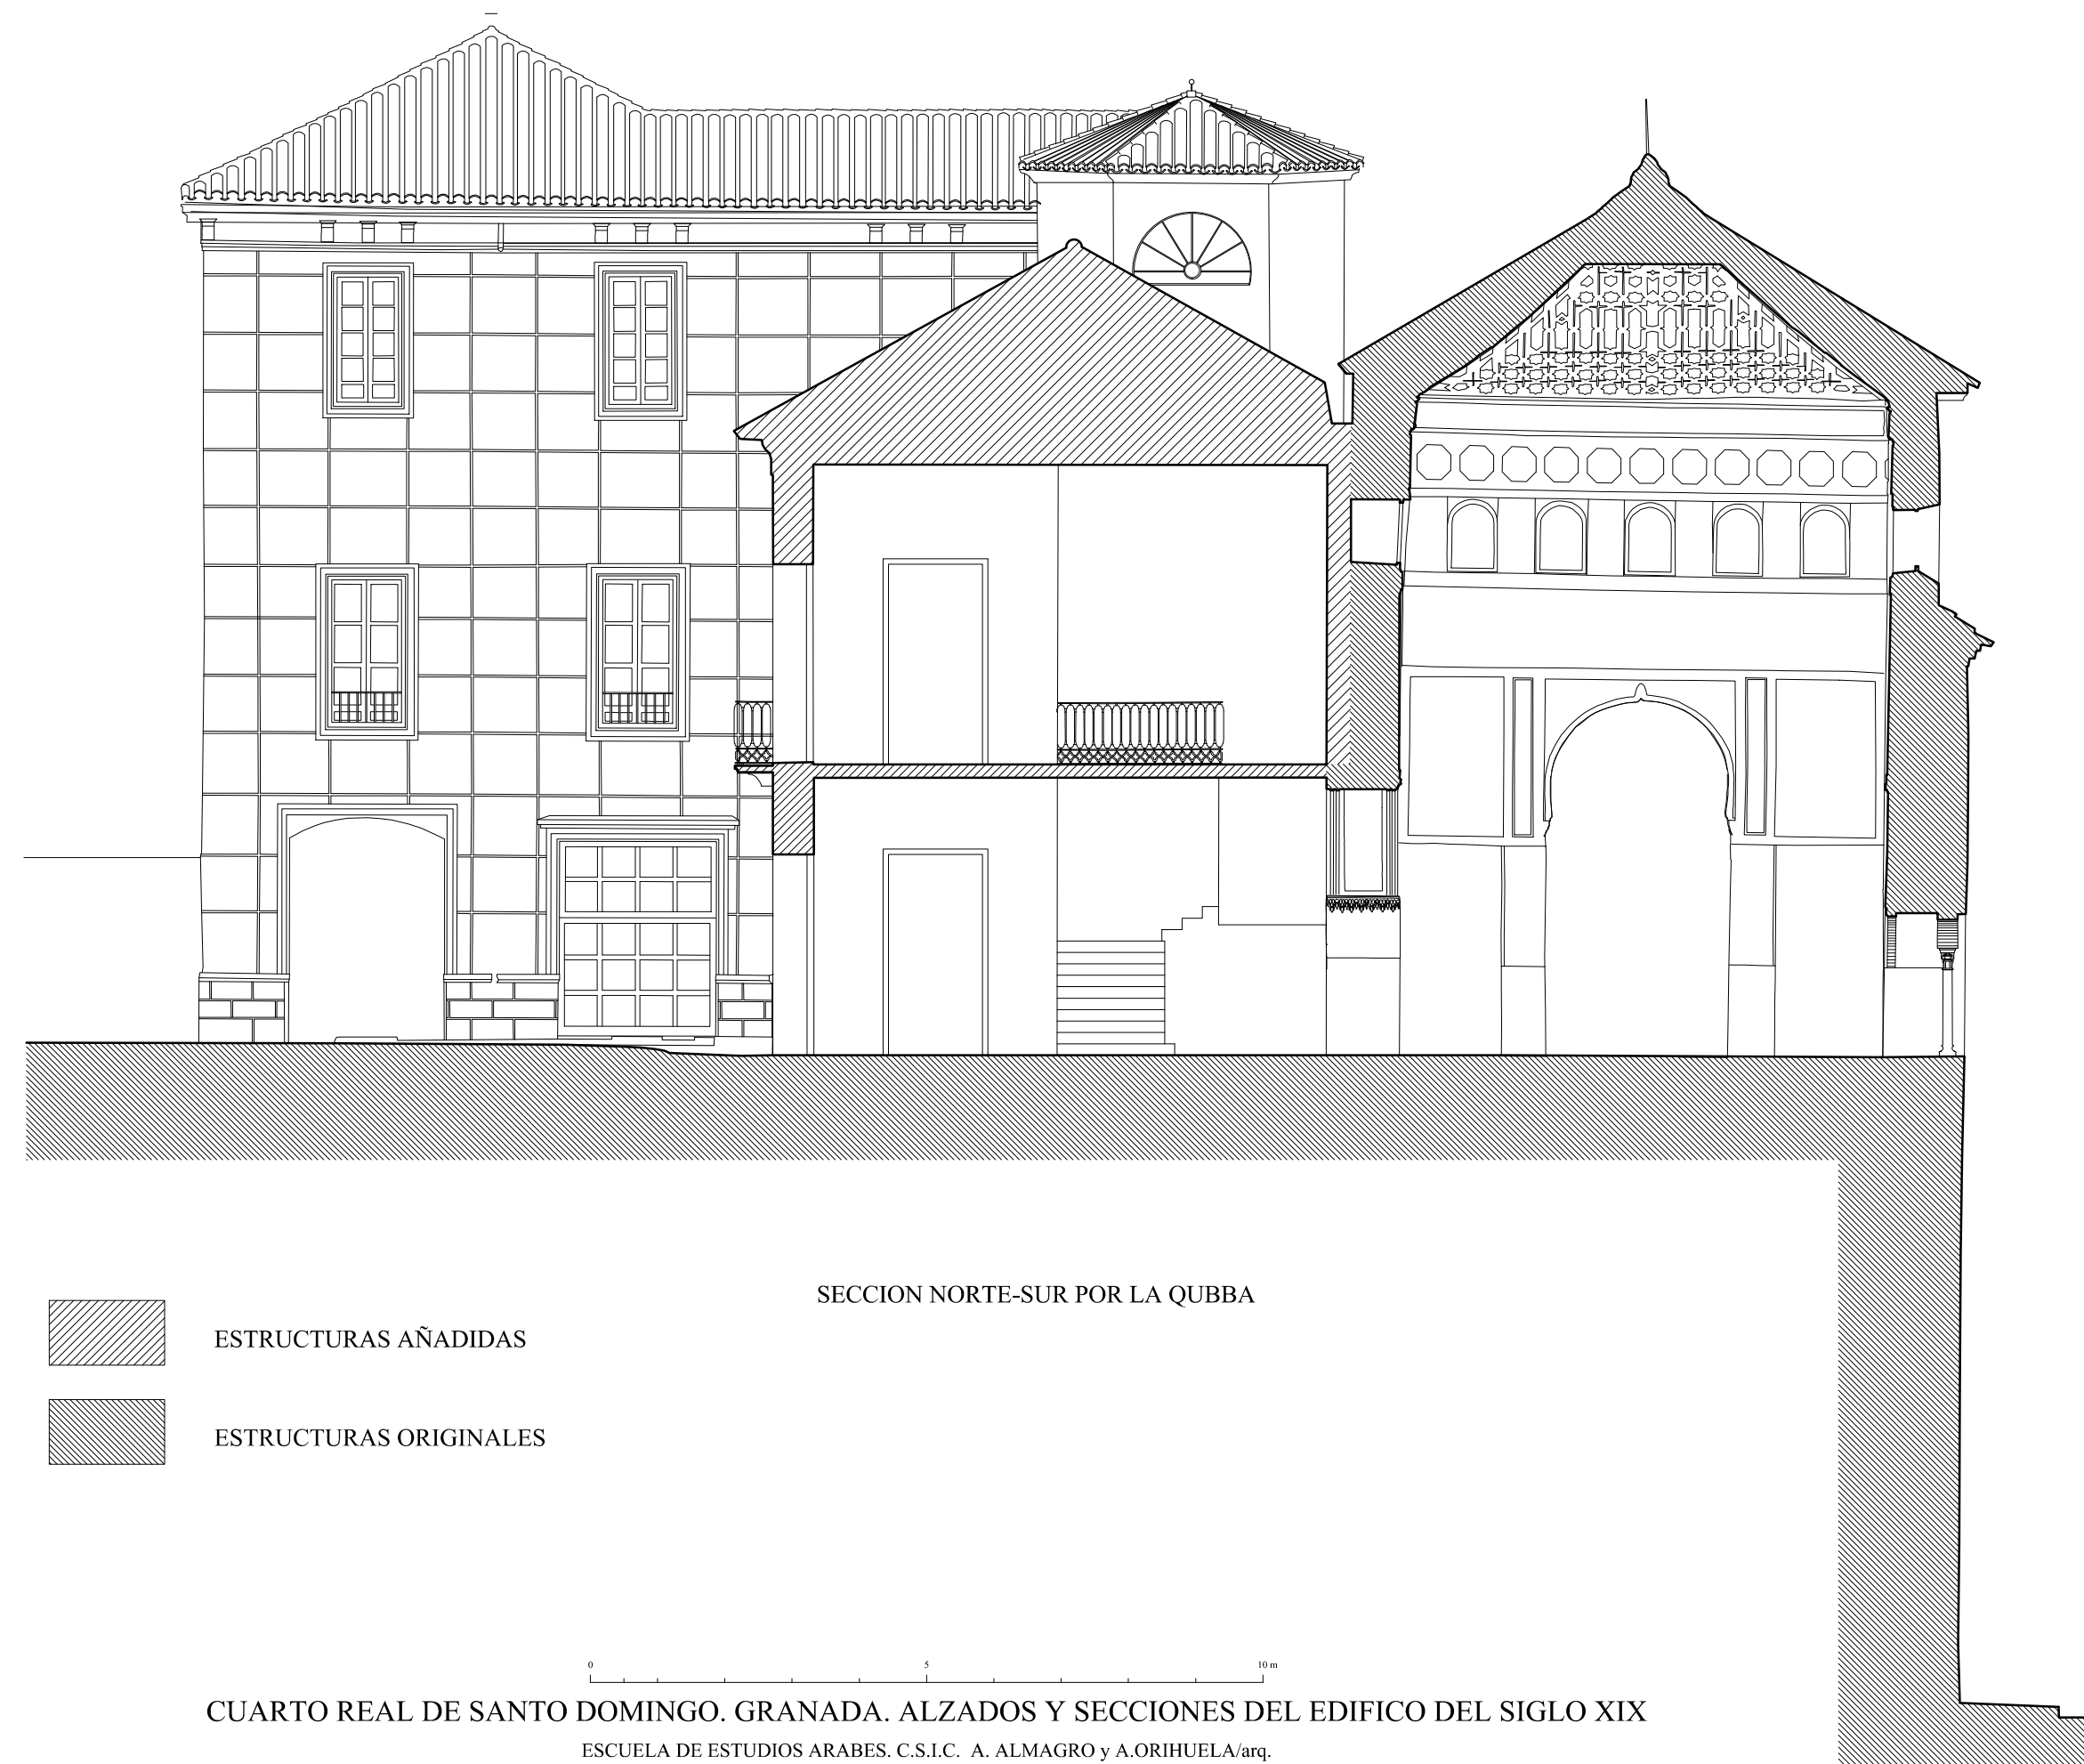 SECCION NORTE-SUR POR LA QUBBA
ESTRUCTURAS AÑADIDAS
ESTRUCTURAS ORIGINALES
0 5 10 m
CUARTO REAL DE SANTO DOMINGO. GRANADA. ALZADOS Y SECCIONES DEL EDIFICO DEL SIGLO XIX
ESCUELA DE ESTUDIOS ARABES. C.S.I.C. A. ALMAGRO y A.ORIHUELA/arq.